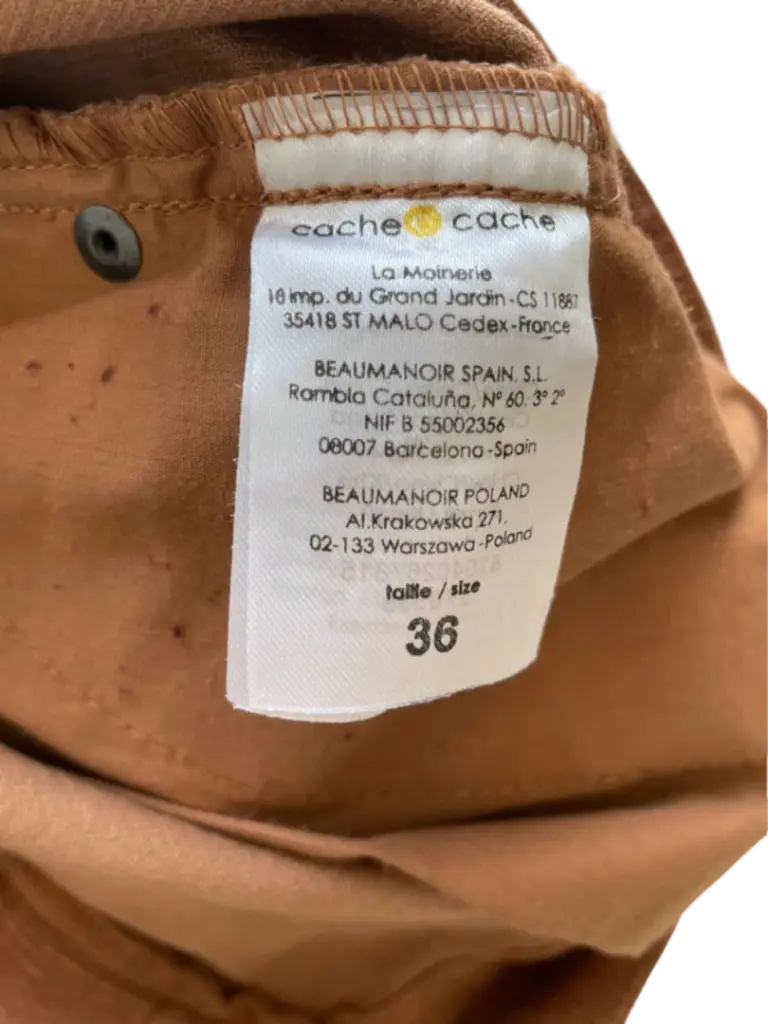 cache cache
La Moinerie
16 imp. du Grand Jardin-CS 11887
35418 ST MALO Cedex-France
BEAUMANOIR SPAIN, S.L.
Rambla Cataluña, Nº 60, 3º 2º
NIF B 55002356
08007 Barcelona-Spain
BEAUMANOIR POLAND
Al.Krakowska 271,
02-133 Warszawa-Poland
taille / size
36